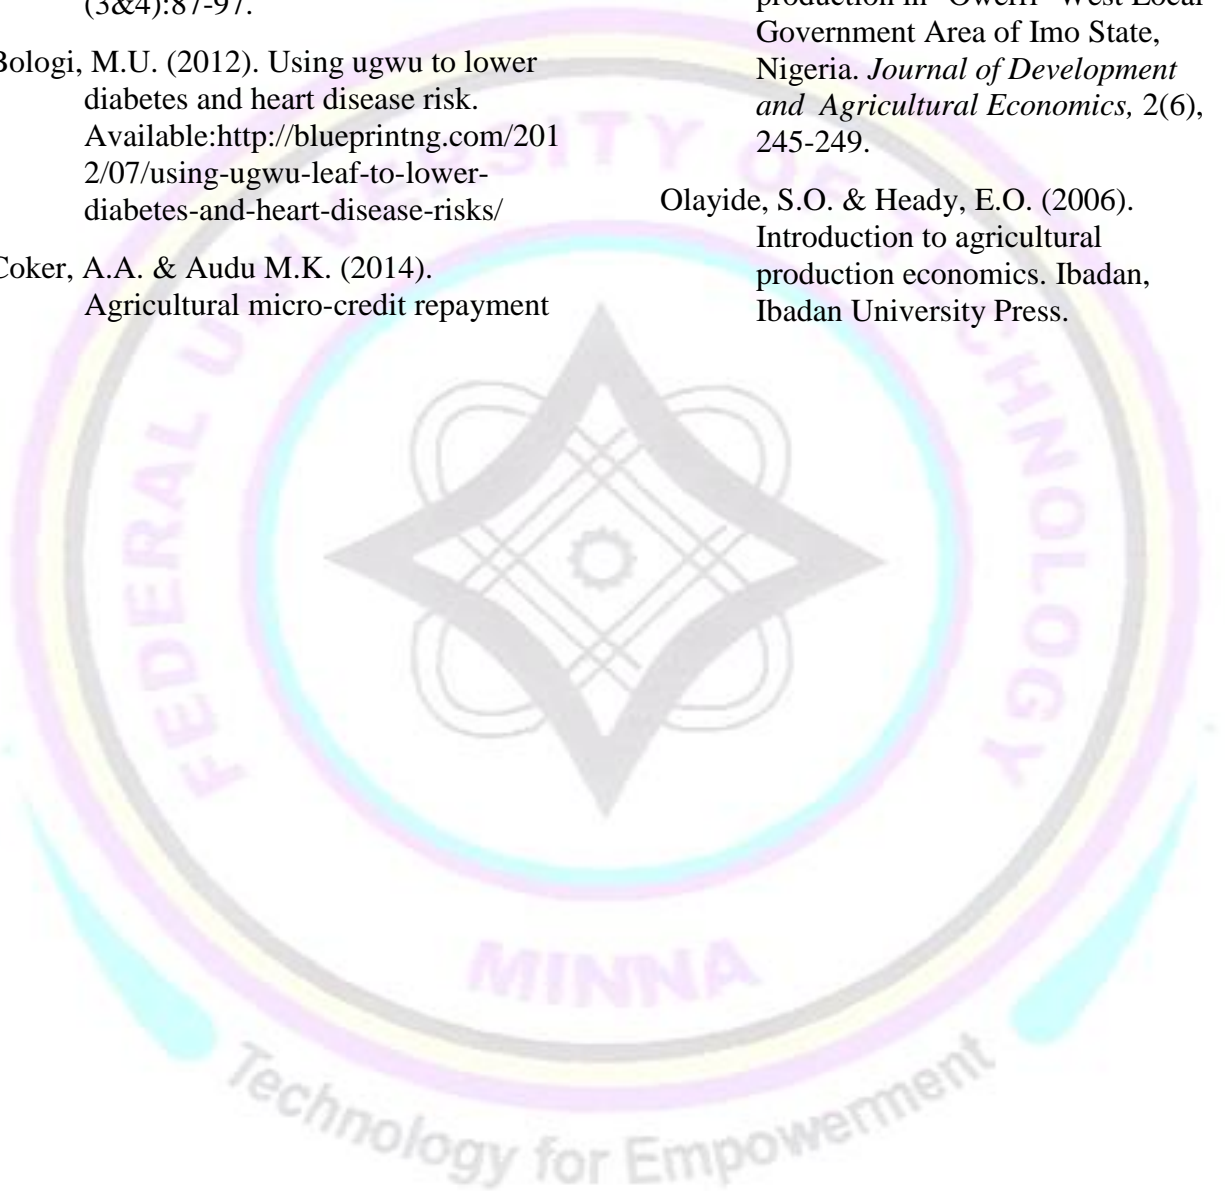 (3&4):87-97.
Bologi, M.U. (2012). Using ugwu to lower
diabetes and heart disease risk.
Available:http://blueprintng.com/201
2/07/using-ugwu-leaf-to-lower-
diabetes-and-heart-disease-risks/
Coker, A.A. & Audu M.K. (2014).
Agricultural micro-credit repayment
production in "Owerri" West Local
Government Area of Imo State,
Nigeria. Journal of Development
and Agricultural Economics, 2(6),
245-249.
Olayide, S.O. & Heady, E.O. (2006).
Introduction to agricultural
production economics. Ibadan,
Ibadan University Press.
FEDERAL UNIVERSITY OF TECHNOLOGY
MINNA
Technology for Empowerment